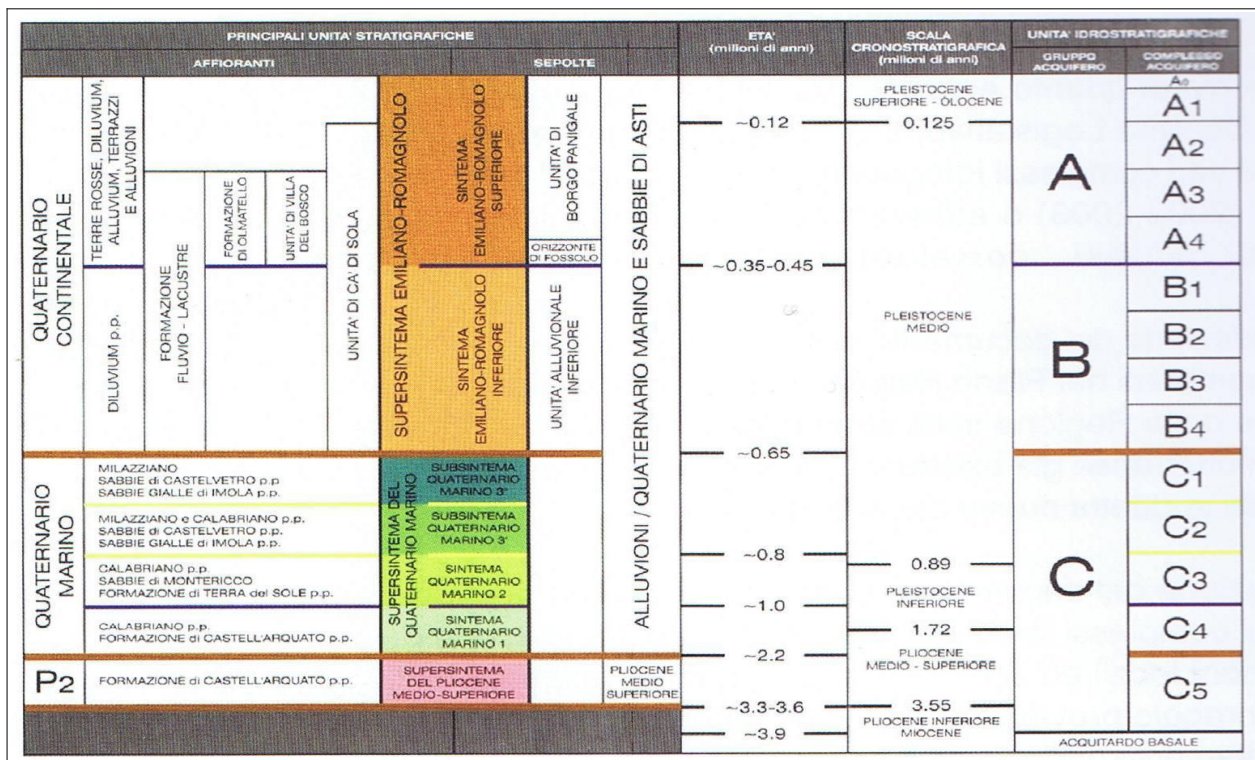 PRINCIPALI UNITA' STRATIGRAFICHE
AFFIORANTI
SEPOLTE
ETA'
(milioni di anni)
SCALA
CRONOSTRATIGRAFICA
(milioni di anni)
UNITA' IDROSTRATIGRAFICHE
GRUPPO
ACQUIFERO
COMPLESSO
ACQUIFERO
QUATERNARIO
CONTINENTALE
TERRE ROSSE, DILUVIUM,
ALLUVIUM, TERRAZZI
E ALLUVIONI
DILUVIUM p.p.
FORMAZIONE
FLUVIO - LACUSTRE
FORMAZIONE
DI OLMATELLO
UNITA' DI VILLA
DEL BOSCO
UNITA' DI CA' DI SOLA
SUPERSINTEMA EMILIANO-ROMAGNOLO
SINTEMA
EMILIANO-ROMAGNOLO
SUPERIORE
SINTEMA
EMILIANO-ROMAGNOLO
INFERIORE
UNITA' DI
BORGO PANIGALE
ORIZZONTE
DI FOSSOLO
UNITA' ALLUVIONALE
INFERIORE
ALLUVIONI / QUATERNARIO MARINO E SABBIE DI ASTI
QUATERNARIO
MARINO
MILAZZIANO
SABBIE di CASTELVETRO p.p
SABBIE GIALLE di IMOLA p.p.
MILAZZIANO e CALABRIANO p.p.
SABBIE di CASTELVETRO p.p.
SABBIE GIALLE di IMOLA p.p.
CALABRIANO p.p.
SABBIE di MONTERICCO
FORMAZIONE di TERRA del SOLE p.p.
CALABRIANO p.p.
FORMAZIONE di CASTELL'ARQUATO p.p.
SUPERSINTEMA DEL
QUATERNARIO MARINO
SUBSINTEMA
QUATERNARIO
MARINO 3"
SUBSINTEMA
QUATERNARIO
MARINO 3'
SINTEMA
QUATERNARIO
MARINO 2
SINTEMA
QUATERNARIO
MARINO 1
P2
FORMAZIONE di CASTELL'ARQUATO p.p.
SUPERSINTEMA
DEL PLIOCENE
MEDIO-SUPERIORE
PLIOCENE
MEDIO
SUPERIORE
~0.12
~0.35-0.45
~0.65
~0.8
~1.0
~2.2
~3.3-3.6
~3.9
PLEISTOCENE
SUPERIORE - OLOCENE
0.125
PLEISTOCENE
MEDIO
0.89
PLEISTOCENE
INFERIORE
1.72
PLIOCENE
MEDIO - SUPERIORE
3.55
PLIOCENE INFERIORE
MIOCENE
A
B
C
A0
A1
A2
A3
A4
B1
B2
B3
B4
C1
C2
C3
C4
C5
ACQUITARDO BASALE